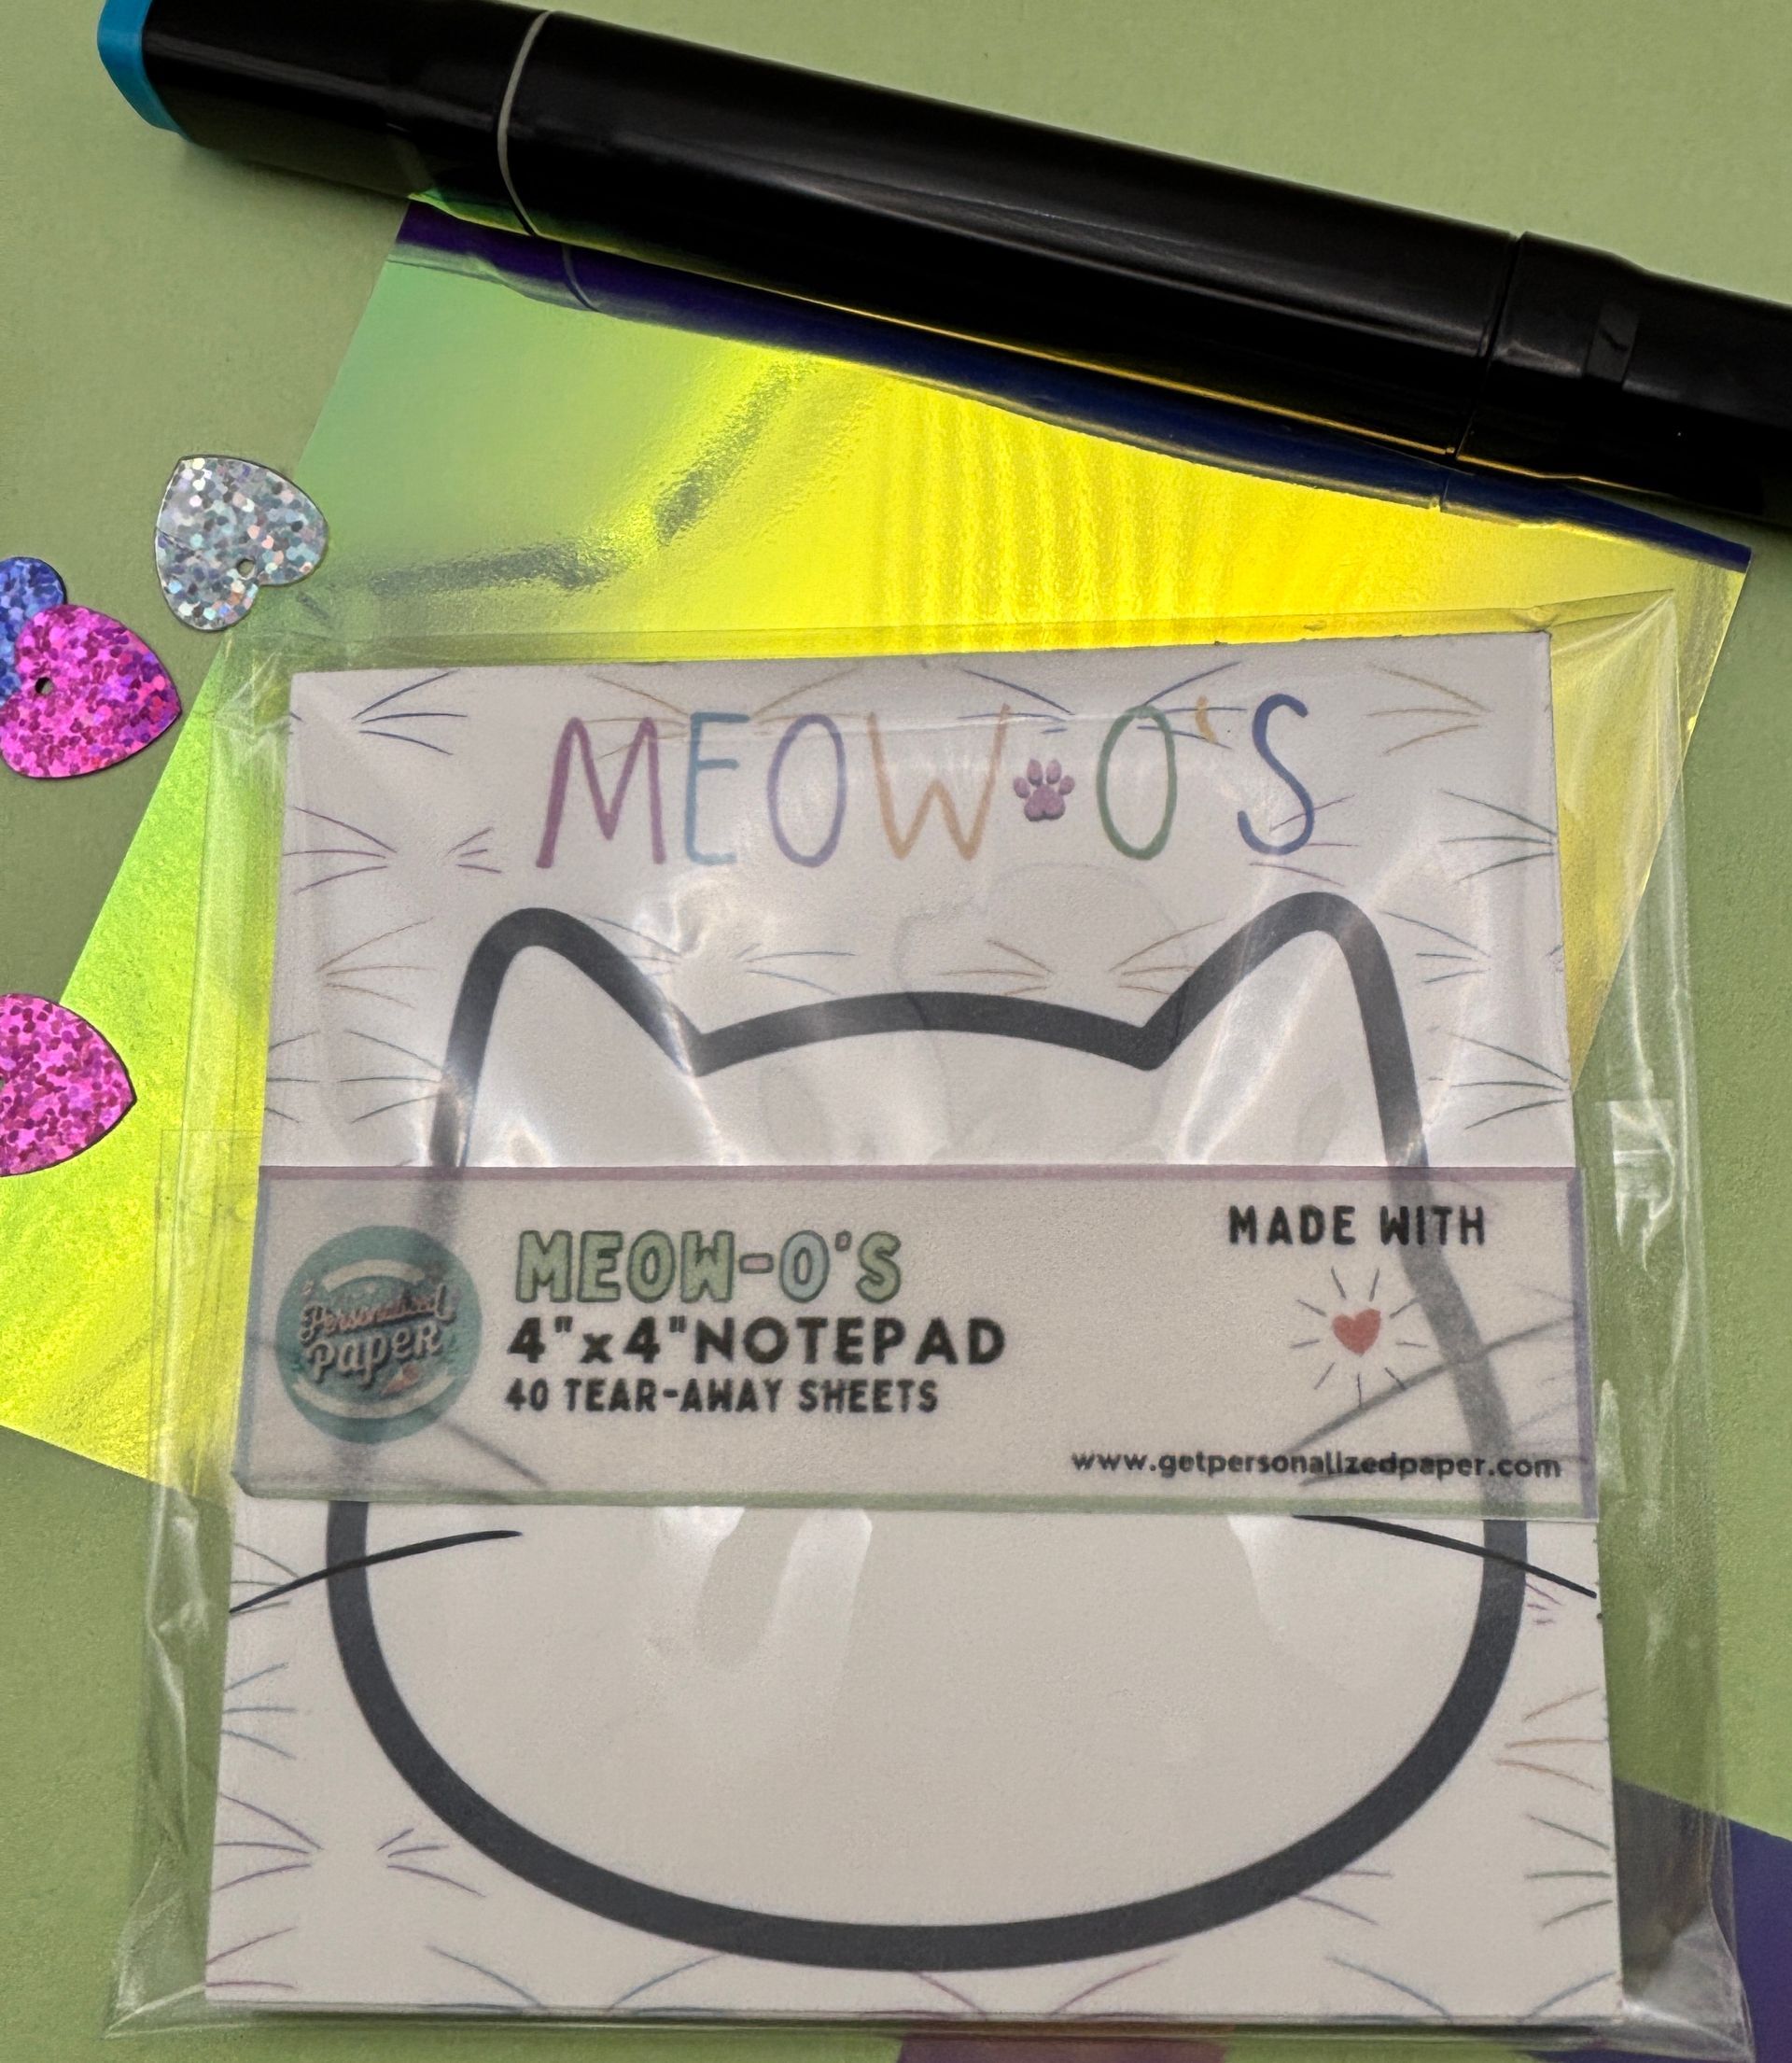 MEOW O'S
Personalized
PAPER
MEOW-O'S
4"x4" NOTEPAD
40 TEAR-AWAY SHEETS
MADE WITH
www.getpersonalizedpaper.com